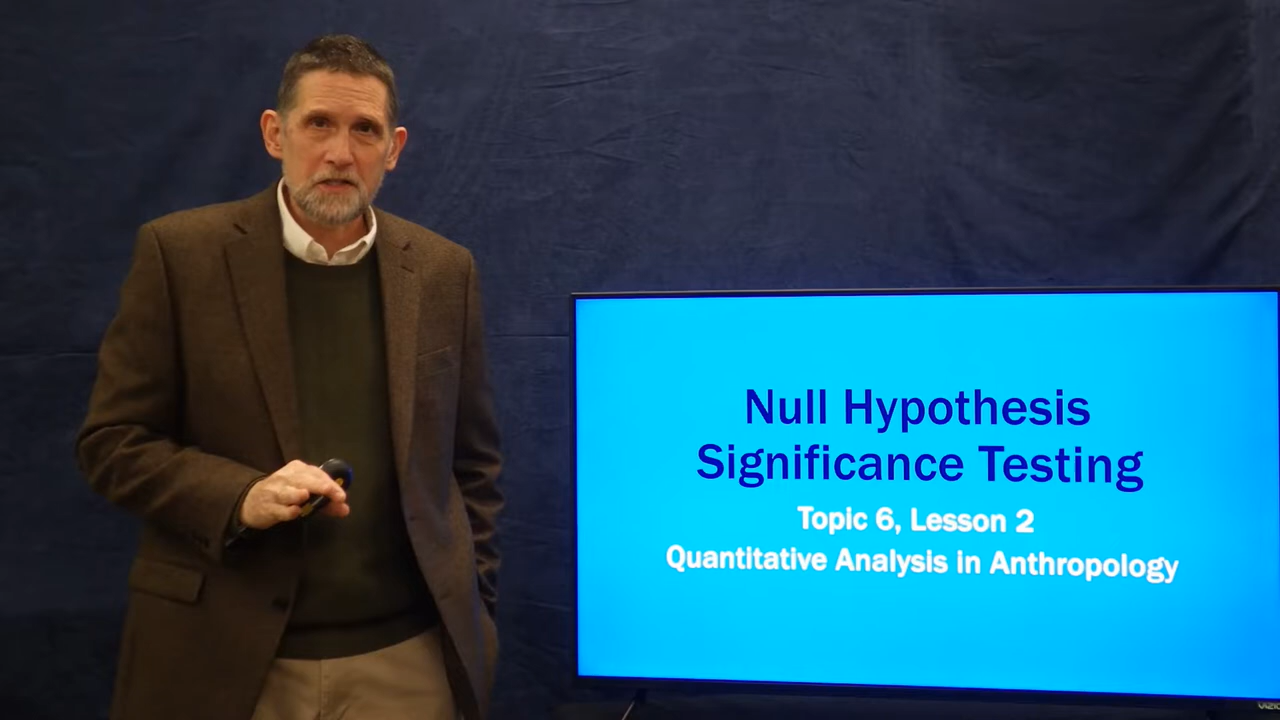 Null Hypothesis
Significance Testing
Topic 6, Lesson 2
Quantitative Analysis in Anthropology